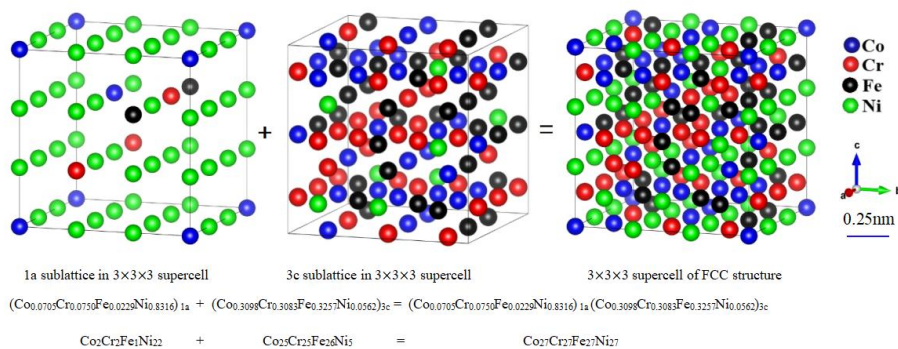 Co
Cr
Fe
Ni
+
=
c
a
b
0.25nm
1a sublattice in 3×3×3 supercell
3c sublattice in 3×3×3 supercell
3×3×3 supercell of FCC structure
(Co0.0705Cr0.0750Fe0.0229Ni0.8316)1a + (Co0.3098Cr0.3083Fe0.3257Ni0.0562)3c = (Co0.0705Cr0.0750Fe0.0229Ni0.8316)1a(Co0.3098Cr0.3083Fe0.3257Ni0.0562)3c
Co2Cr2Fe1Ni22 + Co25Cr25Fe26Ni5 = Co27Cr27Fe27Ni27